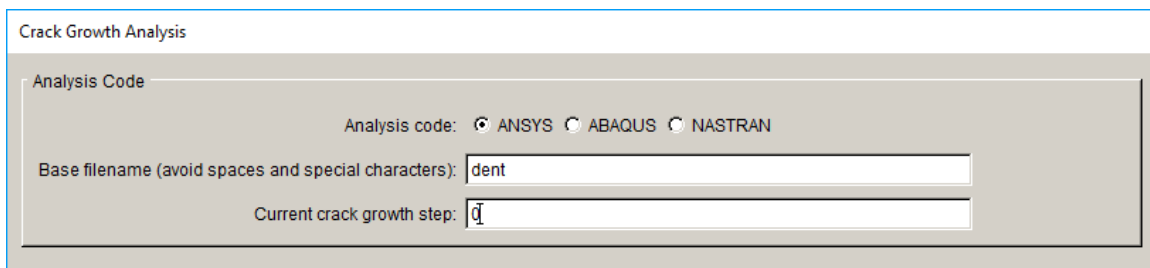 Crack Growth Analysis
Analysis Code
Analysis code: ANSYS ABAQUS NASTRAN
Base filename (avoid spaces and special characters): dent
Current crack growth step: 0